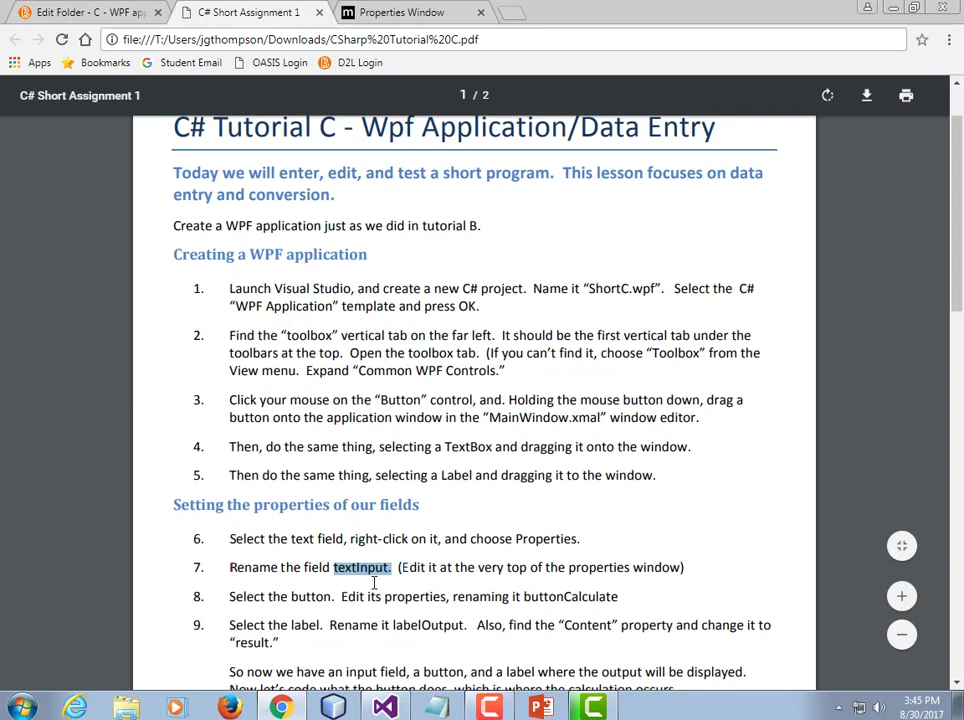 Edit Folder - C - WPF ap
C# Short Assignment 1
Properties Window
file:///T:/Users/jgthompson/Downloads/CSharp%20Tutorial%20C.pdf
Apps
Bookmarks
Student Email
OASIS Login
D2L Login
C# Short Assignment 1
1 / 2
C# Tutorial C - Wpf Application/Data Entry
Today we will enter, edit, and test a short program. This lesson focuses on data
entry and conversion.
Create a WPF application just as we did in tutorial B.
Creating a WPF application
1. Launch Visual Studio, and create a new C# project. Name it “ShortC.wpf”. Select the C#
“WPF Application” template and press OK.
2. Find the “toolbox” vertical tab on the far left. It should be the first vertical tab under the
toolbars at the top. Open the toolbox tab. (If you can’t find it, choose “Toolbox” from the
View menu. Expand “Common WPF Controls.”
3. Click your mouse on the “Button” control, and. Holding the mouse button down, drag a
button onto the application window in the “MainWindow.xmal” window editor.
4. Then, do the same thing, selecting a TextBox and dragging it onto the window.
5. Then do the same thing, selecting a Label and dragging it to the window.
Setting the properties of our fields
6. Select the text field, right-click on it, and choose Properties.
7. Rename the field textInput. (Edit it at the very top of the properties window)
8. Select the button. Edit its properties, renaming it buttonCalculate
9. Select the label. Rename it labelOutput. Also, find the “Content” property and change it to
“result.”
So now we have an input field, a button, and a label where the output will be displayed.
Now let’s code what the button does, which is where the calculation occurs.
3:45 PM
8/30/2017